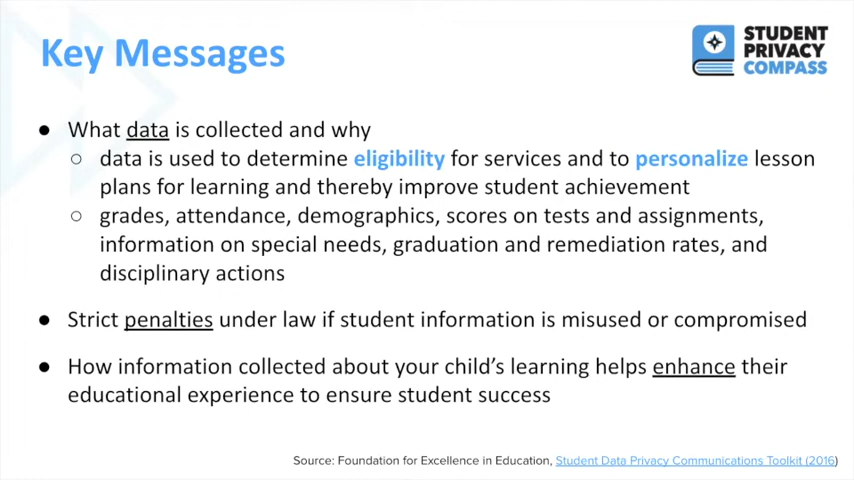 Key Messages
STUDENT
PRIVACY
COMPASS
● What data is collected and why
○ data is used to determine eligibility for services and to personalize lesson
plans for learning and thereby improve student achievement
○ grades, attendance, demographics, scores on tests and assignments,
information on special needs, graduation and remediation rates, and
disciplinary actions
● Strict penalties under law if student information is misused or compromised
● How information collected about your child's learning helps enhance their
educational experience to ensure student success
Source: Foundation for Excellence in Education, Student Data Privacy Communications Toolkit (2016)